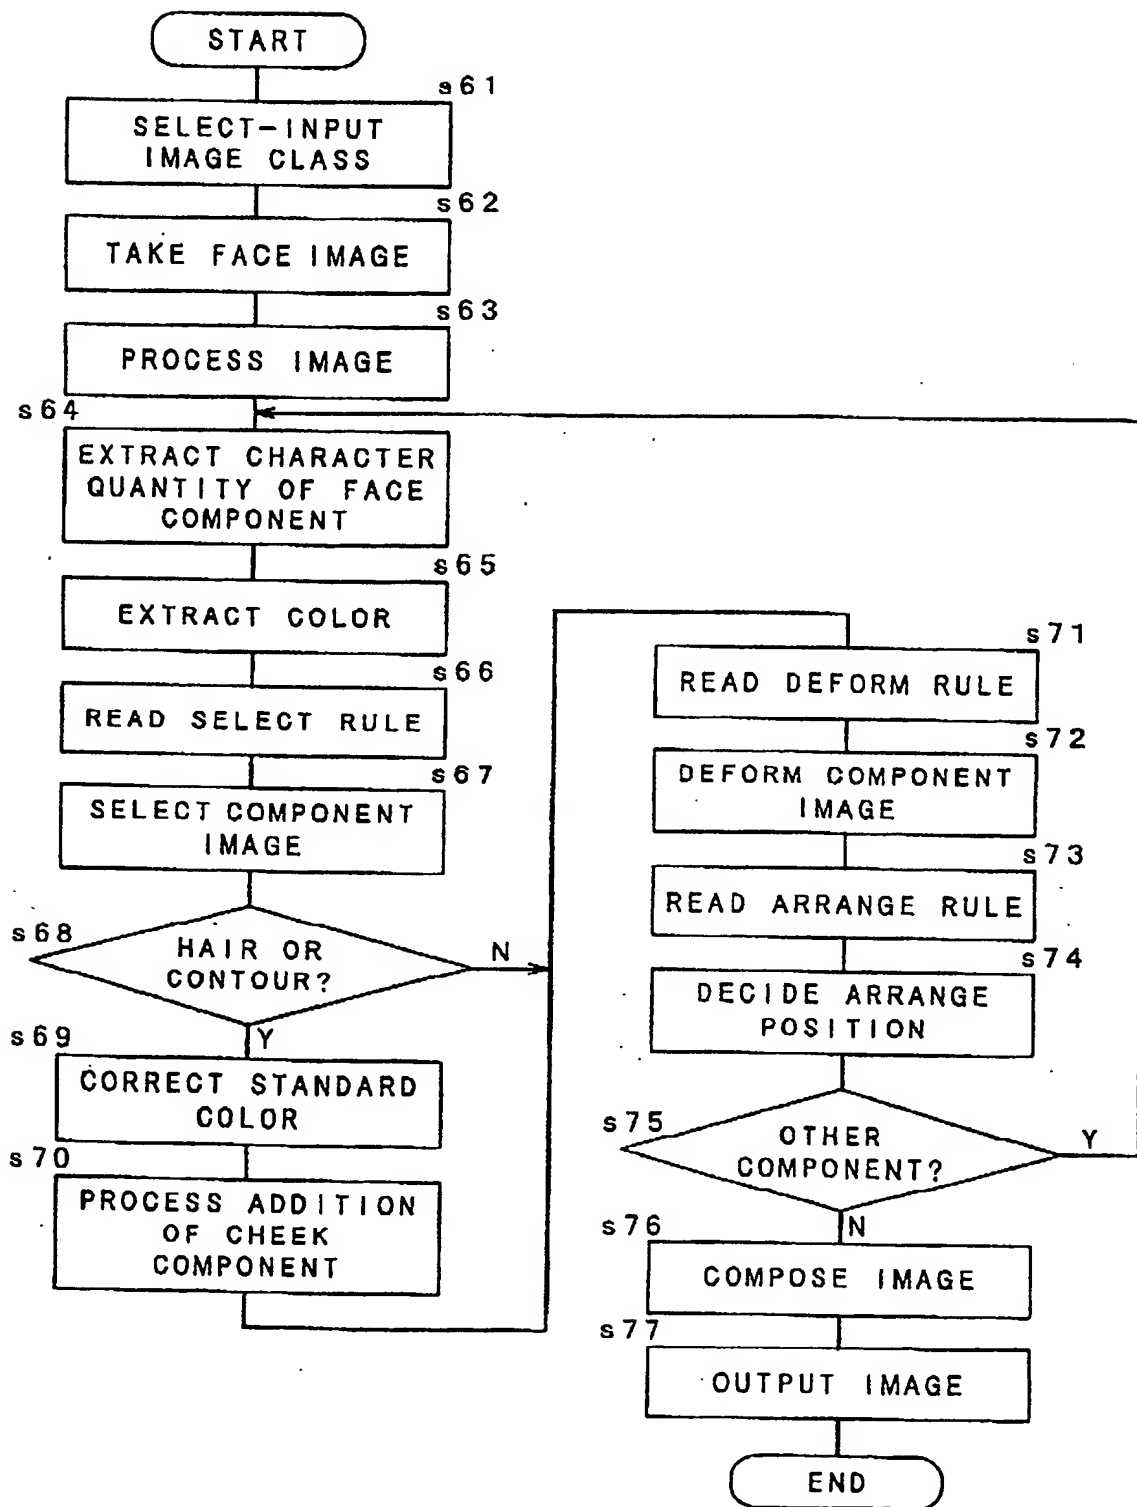 START
s61
SELECT-INPUT
IMAGE CLASS
s62
TAKE FACE IMAGE
s63
PROCESS IMAGE
s64
EXTRACT CHARACTER
QUANTITY OF FACE
COMPONENT
s65
EXTRACT COLOR
s66
READ SELECT RULE
s67
SELECT COMPONENT
IMAGE
s68
HAIR OR
CONTOUR?
N
Y
s69
CORRECT STANDARD
COLOR
s70
PROCESS ADDITION
OF CHEEK
COMPONENT
s71
READ DEFORM RULE
s72
DEFORM COMPONENT
IMAGE
s73
READ ARRANGE RULE
s74
DECIDE ARRANGE
POSITION
s75
OTHER
COMPONENT?
Y
N
s76
COMPOSE IMAGE
s77
OUTPUT IMAGE
END